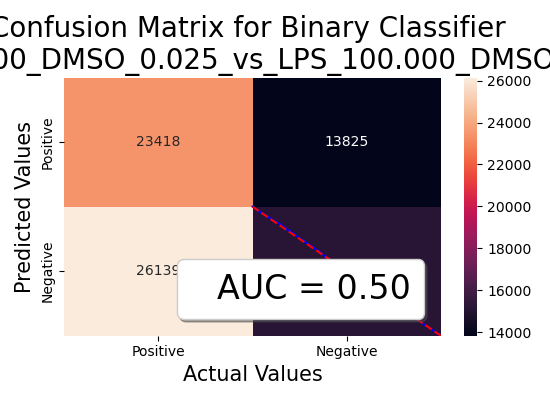 Confusion Matrix for Binary Classifier
00_DMSO_0.025_vs_LPS_100.000_DMSO
Predicted Values
Positive
Negative
23418
13825
26139
AUC = 0.50
Positive
Negative
Actual Values
26000
24000
22000
20000
18000
16000
14000